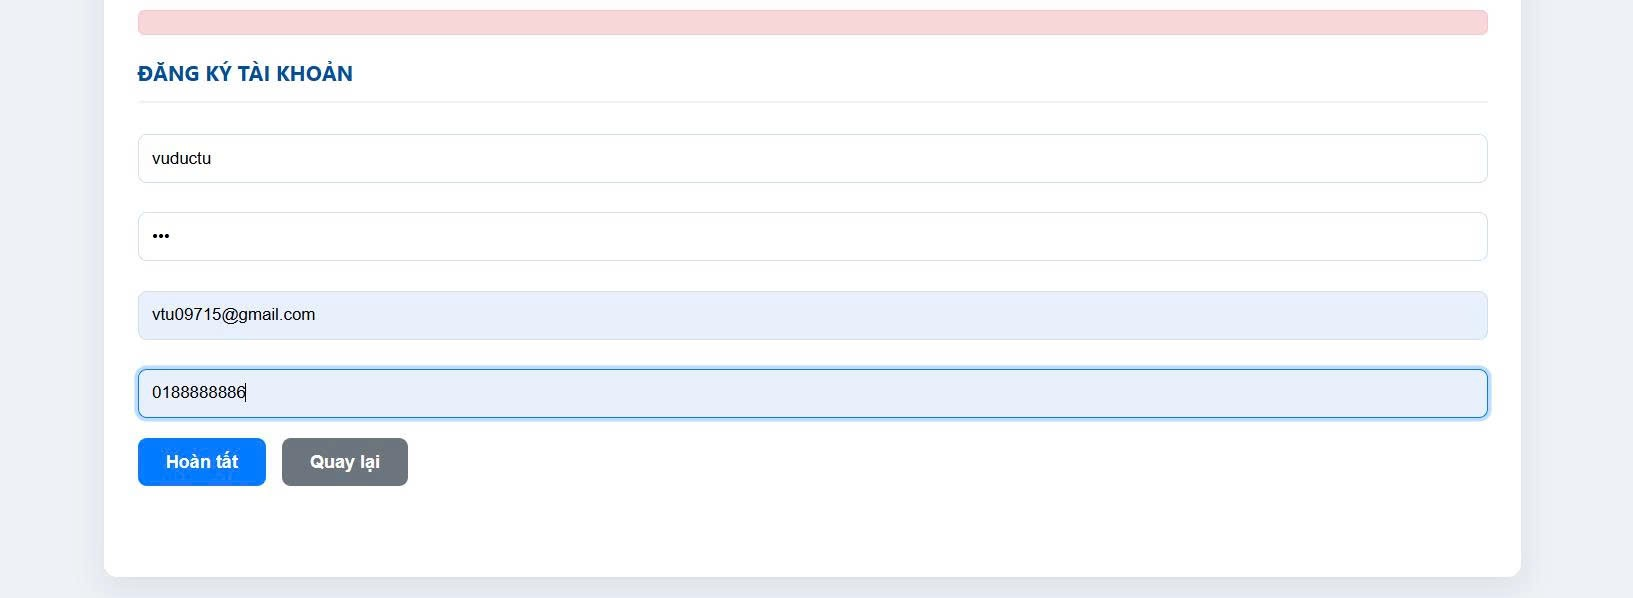 ĐĂNG KÝ TÀI KHOẢN
vuductu
•••
vtu09715@gmail.com
0188888886
Hoàn tất
Quay lại